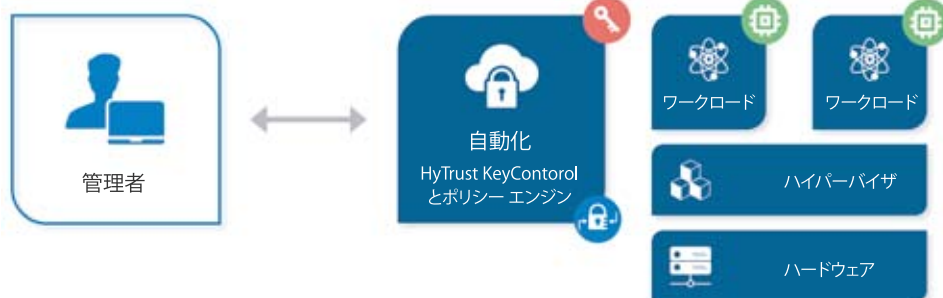 管理者
自動化
HyTrust KeyContorol
とポリシー エンジン
ワークロード
ワークロード
ハイパーバイザ
ハードウェア